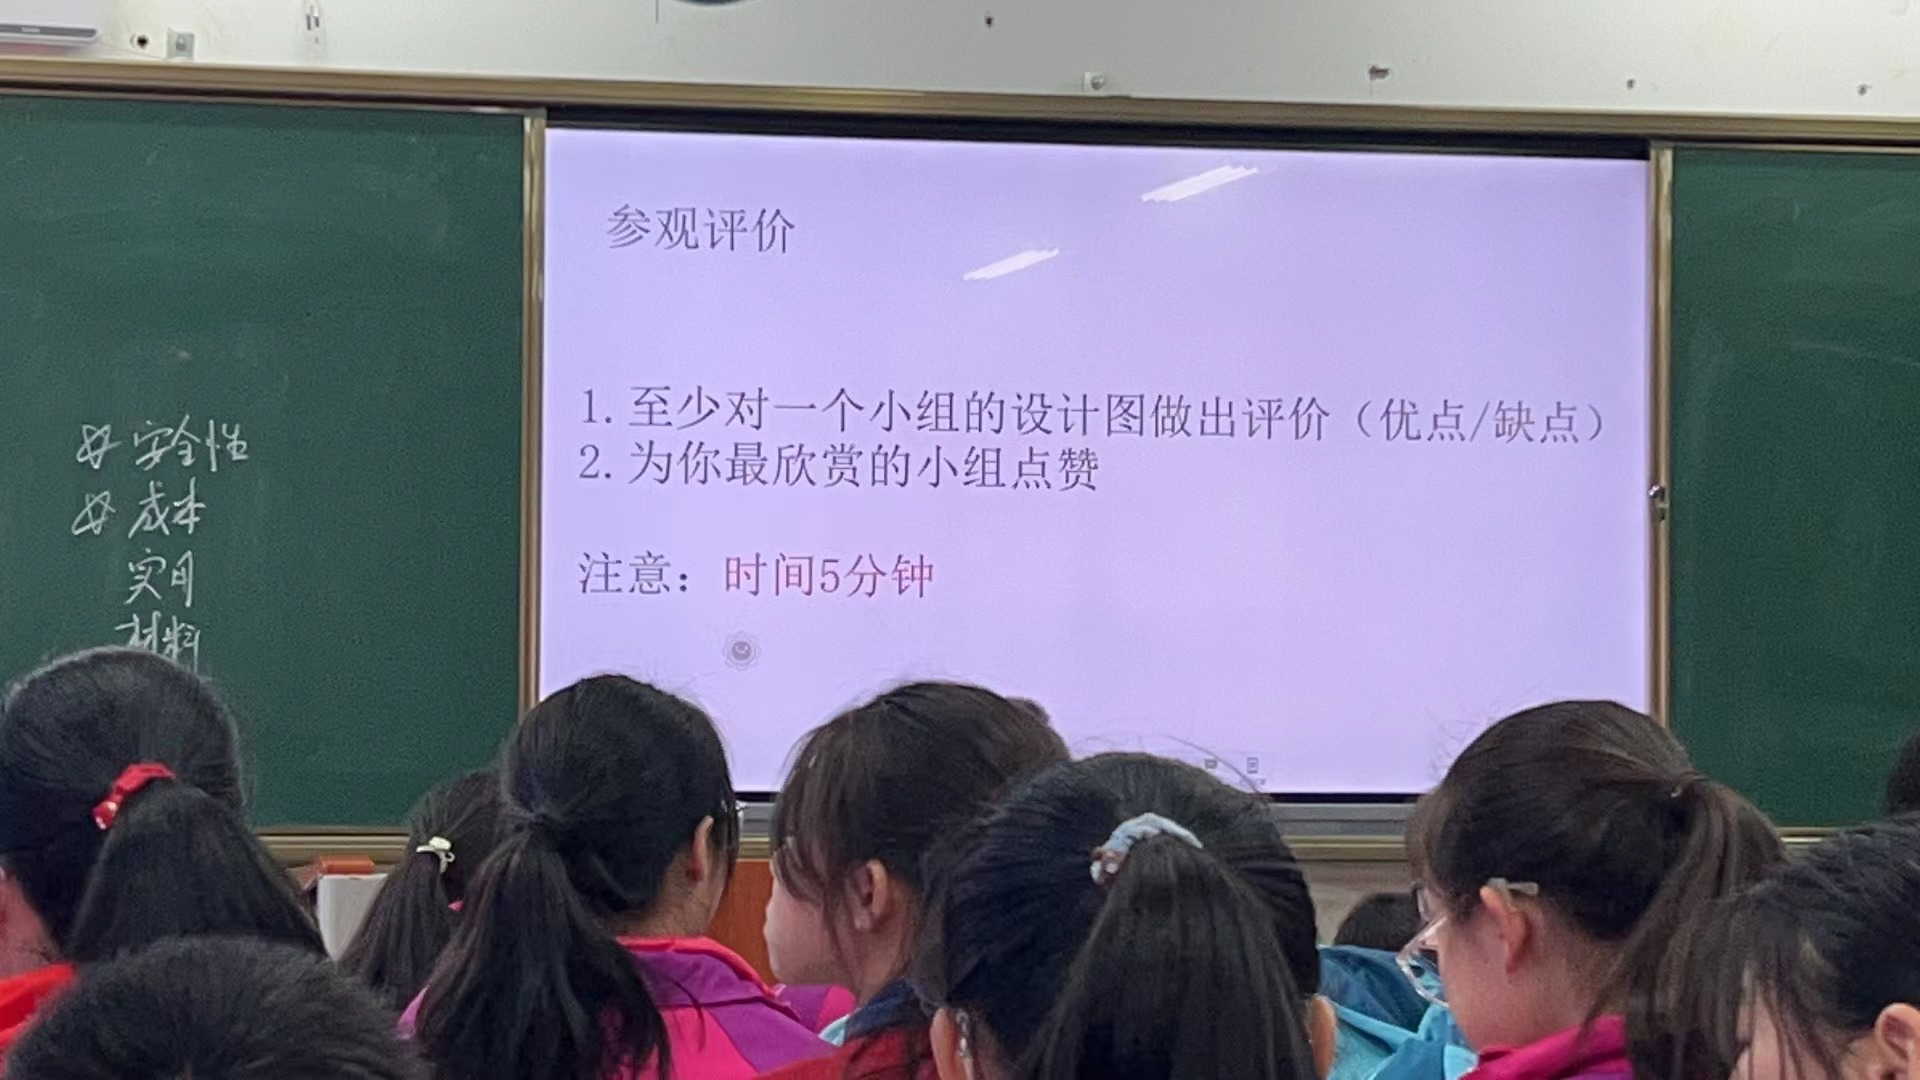 参观评价
1.至少对一个小组的设计图做出评价（优点/缺点）
2.为你最欣赏的小组点赞
注意：时间5分钟
安全性
成本
实用
材料